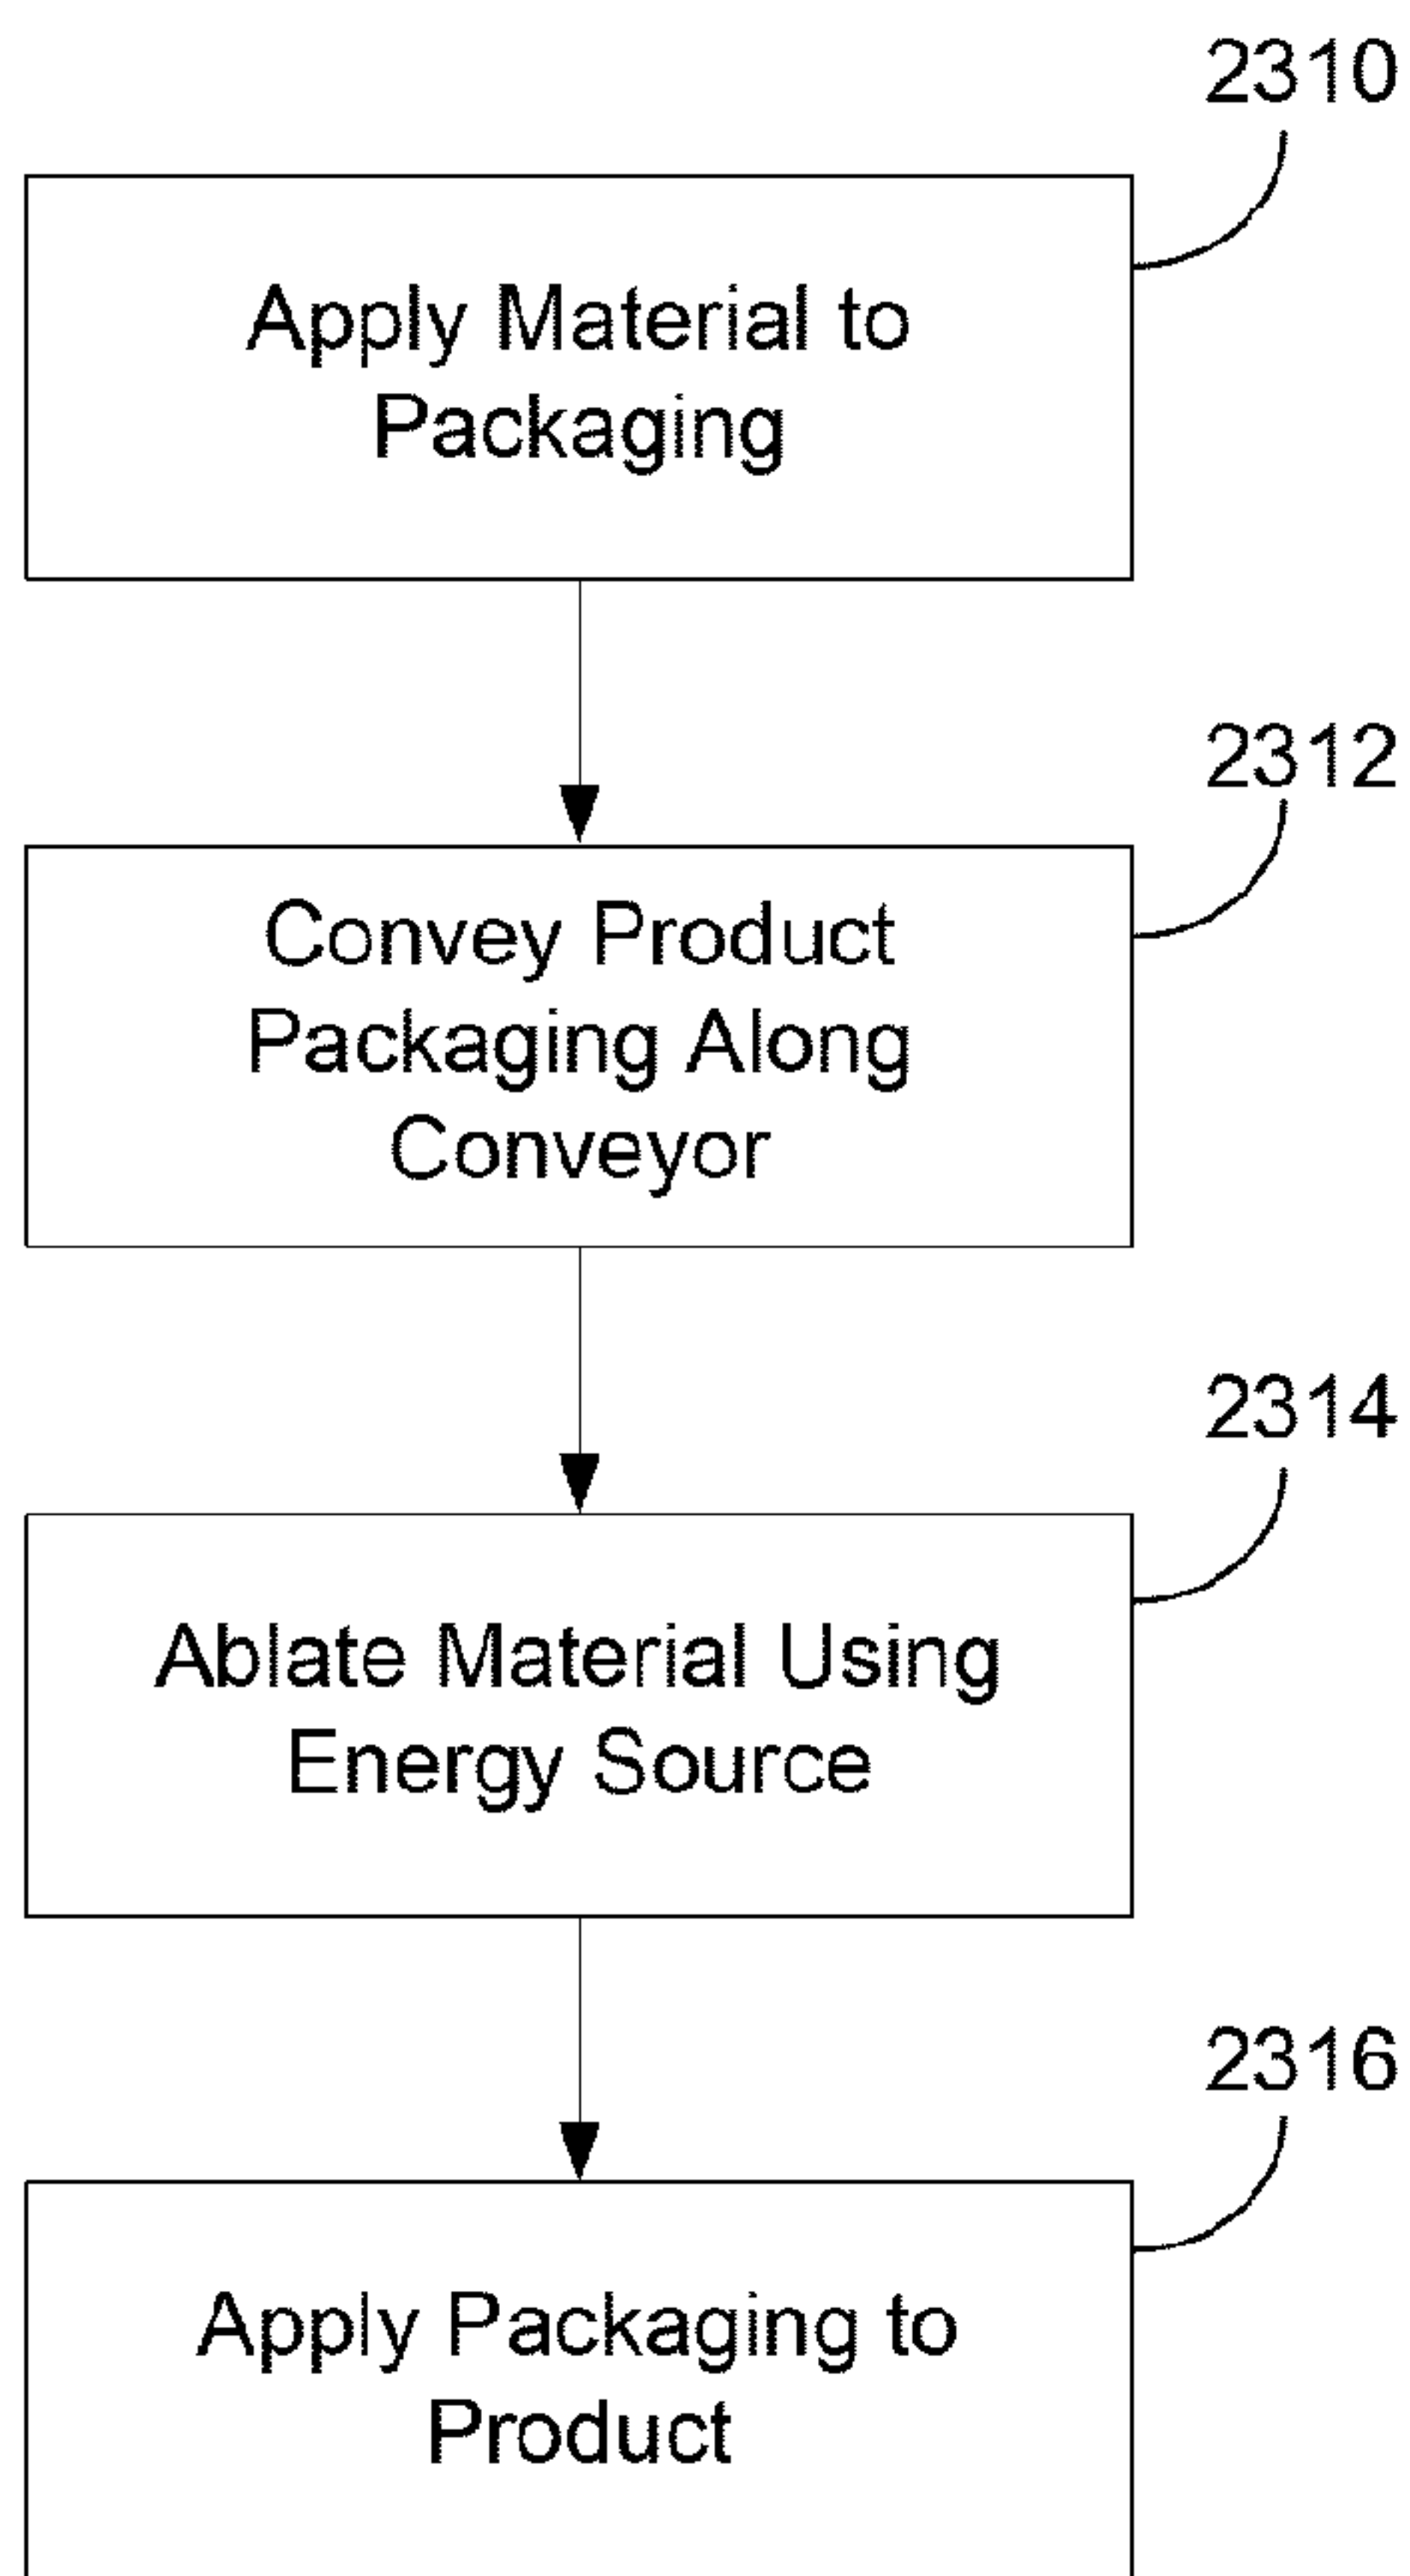 2310
Apply Material to
Packaging
2312
Convey Product
Packaging Along
Conveyor
2314
Ablate Material Using
Energy Source
2316
Apply Packaging to
Product